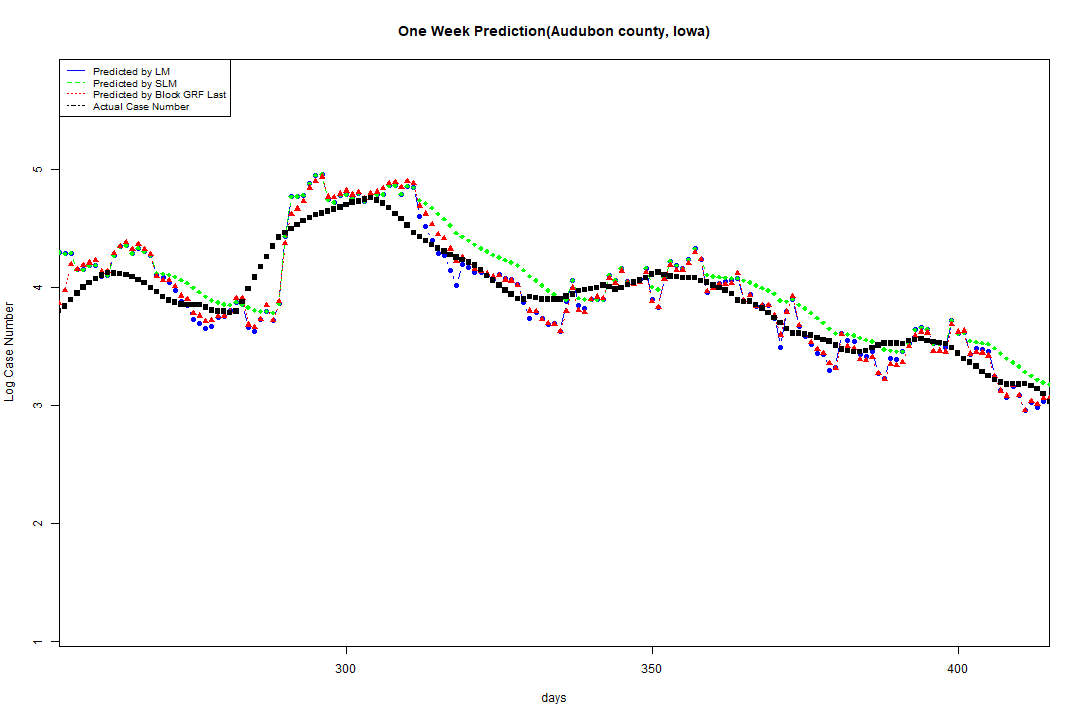 One Week Prediction(Audubon county, Iowa)
Predicted by LM
Predicted by SLM
Predicted by Block GRF Last
Actual Case Number
5
4
3
2
1
Log Case Number
300
350
400
days